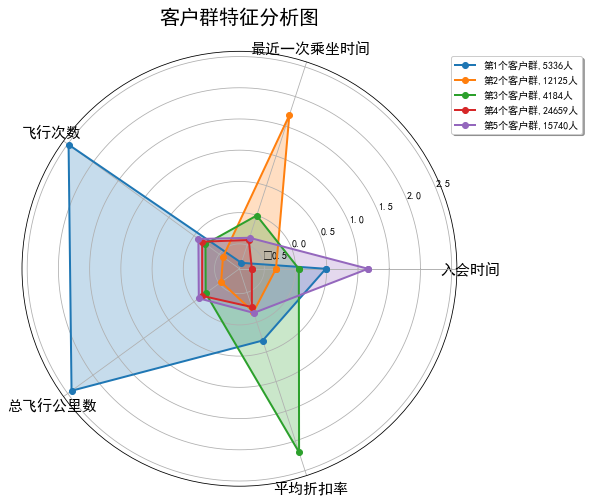 客户群特征分析图
最近一次乘坐时间
第1个客户群, 5336人
第2个客户群, 12125人
第3个客户群, 4184人
第4个客户群, 24659人
第5个客户群, 15740人
飞行次数
2.5
2.0
1.5
1.0
0.5
0.0
□0.5
入会时间
总飞行公里数
平均折扣率